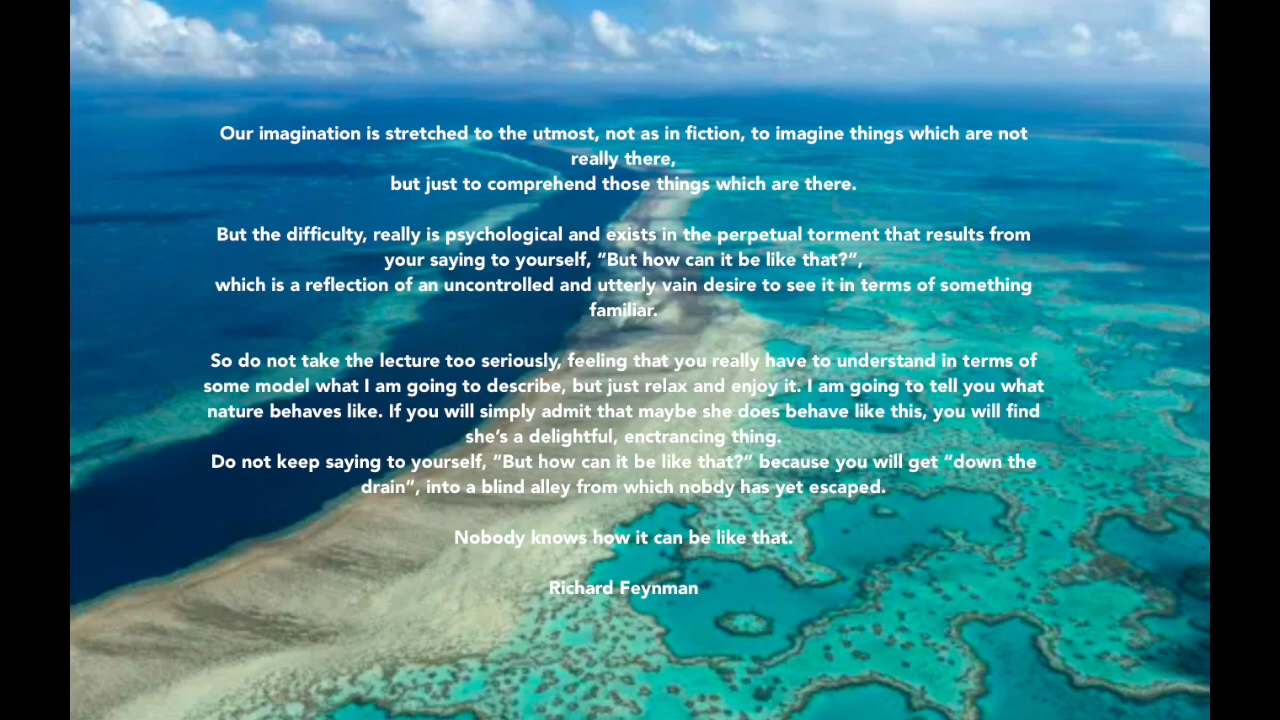 Our imagination is stretched to the utmost, not as in fiction, to imagine things which are not
really there,
but just to comprehend those things which are there.
But the difficulty, really is psychological and exists in the perpetual torment that results from
your saying to yourself, “But how can it be like that?”,
which is a reflection of an uncontrolled and utterly vain desire to see it in terms of something
familiar.
So do not take the lecture too seriously, feeling that you really have to understand in terms of
some model what I am going to describe, but just relax and enjoy it. I am going to tell you what
nature behaves like. If you will simply admit that maybe she does behave like this, you will find
she’s a delightful, enctrancing thing.
Do not keep saying to yourself, ”But how can it be like that?” because you will get “down the
drain”, into a blind alley from which nobdy has yet escaped.
Nobody knows how it can be like that.
Richard Feynman